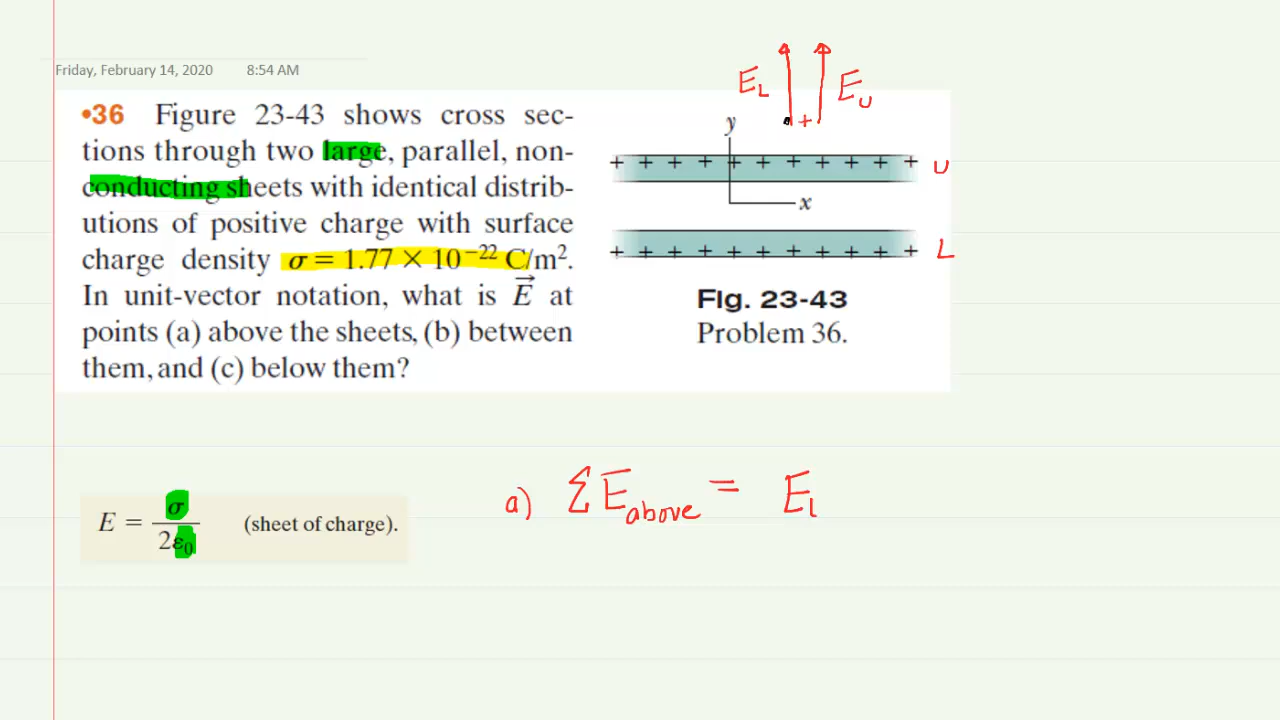 Friday, February 14, 2020 8:54 AM
•36 Figure 23-43 shows cross sec-
tions through two large, parallel, non-
conducting sheets with identical distrib-
utions of positive charge with surface
charge density σ = 1.77 × 10⁻²² C/m².
In unit-vector notation, what is E⃗ at
points (a) above the sheets, (b) between
them, and (c) below them?
E_L E_U
+
y
+ + + + + + + + + + + U
x
+ + + + + + + + + + + L
FIg. 23-43
Problem 36.
E = σ / 2ε₀ (sheet of charge).
a) ΣE_above = E_l